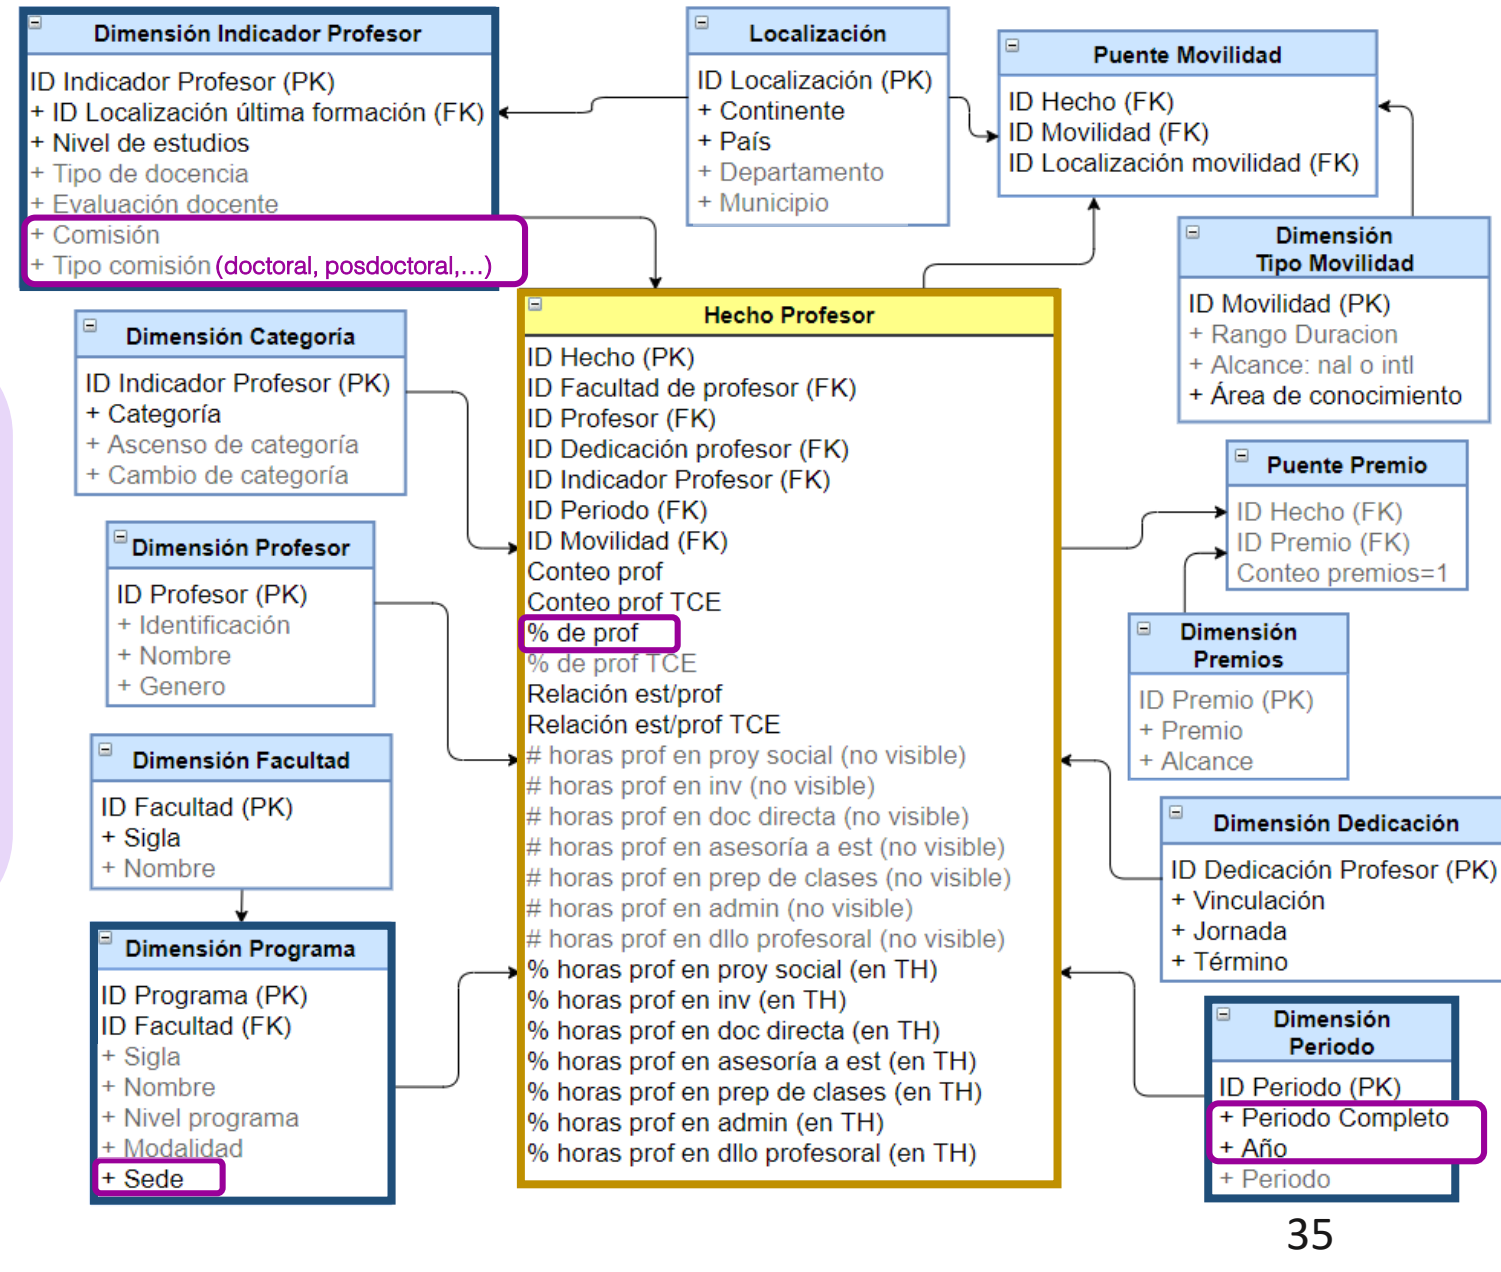 Dimensión Indicador Profesor
ID Indicador Profesor (PK)
+ ID Localización última formación (FK)
+ Nivel de estudios
+ Tipo de docencia
+ Evaluación docente
+ Comisión
+ Tipo comisión (doctoral, posdoctoral,...)
Localización
ID Localización (PK)
+ Continente
+ País
+ Departamento
+ Municipio
Puente Movilidad
ID Hecho (FK)
ID Movilidad (FK)
ID Localización movilidad (FK)
Dimensión
Tipo Movilidad
ID Movilidad (PK)
+ Rango Duracion
+ Alcance: nal o intl
+ Área de conocimiento
Dimensión Categoría
ID Indicador Profesor (PK)
+ Categoría
+ Ascenso de categoría
+ Cambio de categoría
Dimensión Profesor
ID Profesor (PK)
+ Identificación
+ Nombre
+ Genero
Dimensión Facultad
ID Facultad (PK)
+ Sigla
+ Nombre
Dimensión Programa
ID Programa (PK)
ID Facultad (FK)
+ Sigla
+ Nombre
+ Nivel programa
+ Modalidad
+ Sede
Hecho Profesor
ID Hecho (PK)
ID Facultad de profesor (FK)
ID Profesor (FK)
ID Dedicación profesor (FK)
ID Indicador Profesor (FK)
ID Periodo (FK)
ID Movilidad (FK)
Conteo prof
Conteo prof TCE
% de prof
% de prof TCE
Relación est/prof
Relación est/prof TCE
# horas prof en proy social (no visible)
# horas prof en inv (no visible)
# horas prof en doc directa (no visible)
# horas prof en asesoría a est (no visible)
# horas prof en prep de clases (no visible)
# horas prof en admin (no visible)
# horas prof en dllo profesoral (no visible)
% horas prof en proy social (en TH)
% horas prof en inv (en TH)
% horas prof en doc directa (en TH)
% horas prof en asesoría a est (en TH)
% horas prof en prep de clases (en TH)
% horas prof en admin (en TH)
% horas prof en dllo profesoral (en TH)
Puente Premio
ID Hecho (FK)
ID Premio (FK)
Conteo premios=1
Dimensión
Premios
ID Premio (PK)
+ Premio
+ Alcance
Dimensión Dedicación
ID Dedicación Profesor (PK)
+ Vinculación
+ Jornada
+ Término
Dimensión
Periodo
ID Periodo (PK)
+ Periodo Completo
+ Año
+ Periodo
35